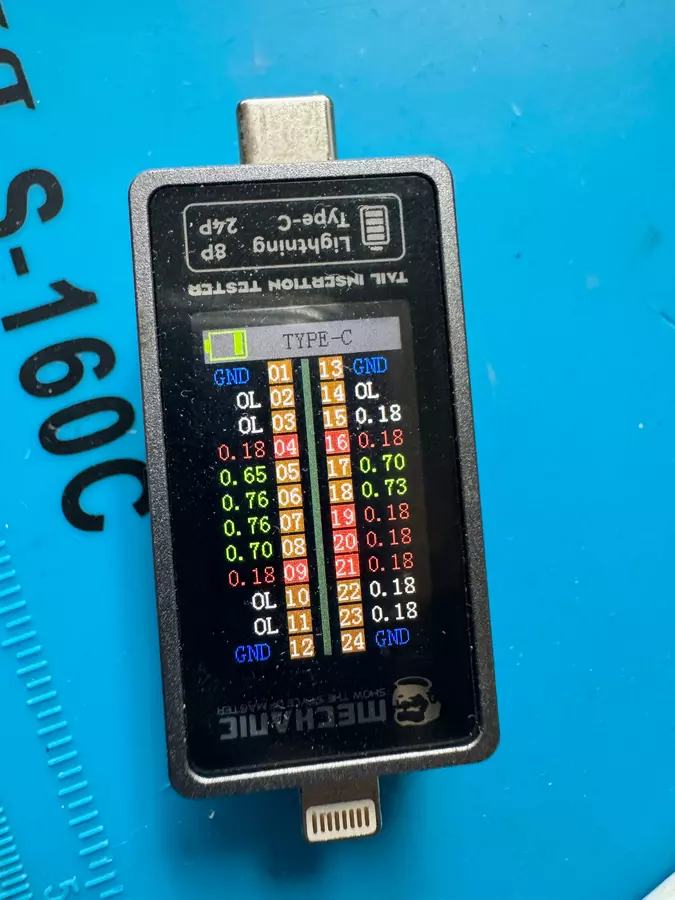 Lightning 8P
Type-C 24P
TAIL INSERTION TESTER
TYPE-C
GND 01 13 GND
OL 02 14 OL
OL 03 15 0.18
0.18 04 16 0.18
0.65 05 17 0.70
0.76 06 18 0.73
0.76 07 19 0.18
0.70 08 20 0.18
0.18 09 21 0.18
OL 10 22 0.18
OL 11 23 0.18
GND 12 24 GND
MECHANIC
SHOW THE SPACE OF MASTER
S-160C
5